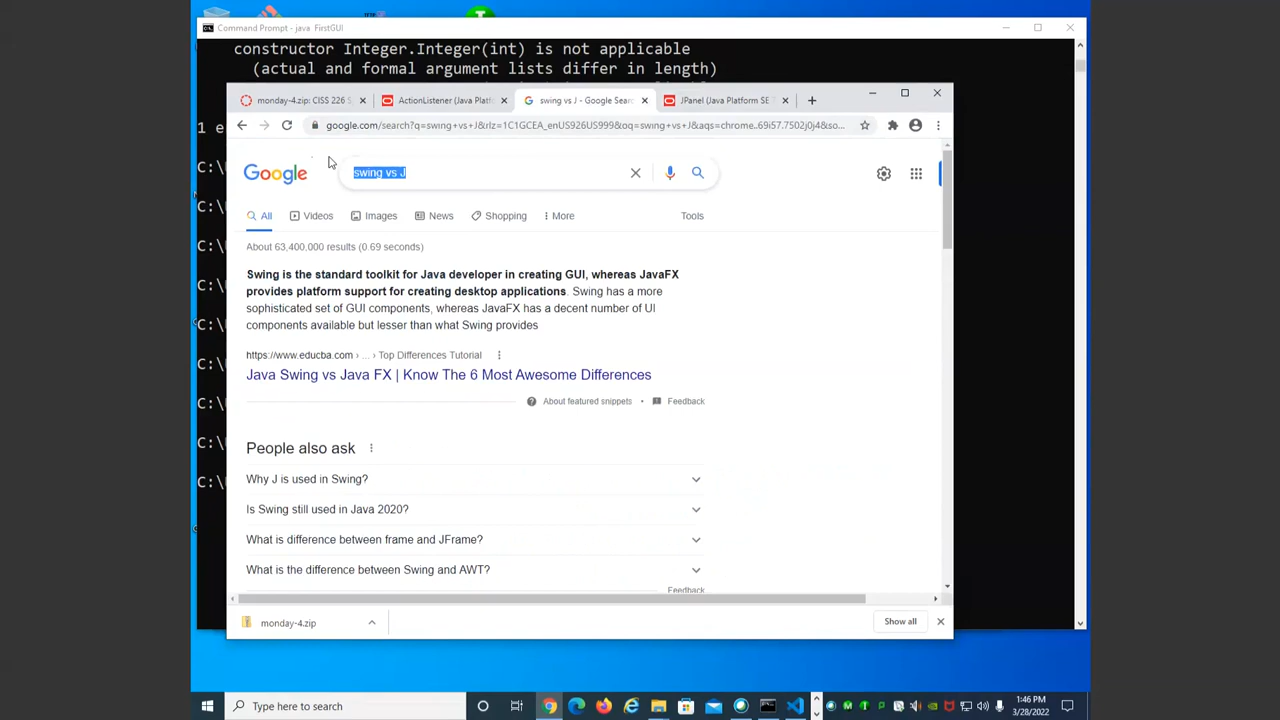 Command Prompt - java FirstGUI
constructor Integer.Integer(int) is not applicable
(actual and formal argument lists differ in length)
monday-4.zip: CISS 226 S
ActionListener (Java Platfo
swing vs J - Google Searc
JPanel (Java Platform SE 7
1 e
google.com/search?q=swing+vs+J&rlz=1C1GCEA_enUS926US999&oq=swing+vs+J&aqs=chrome..69i57.7502j0j4&so...
C:\
Google
swing vs J
All
Videos
Images
News
Shopping
More
Tools
C:\
About 63,400,000 results (0.69 seconds)
C:\
Swing is the standard toolkit for Java developer in creating GUI, whereas JavaFX
provides platform support for creating desktop applications. Swing has a more
C:\
sophisticated set of GUI components, whereas JavaFX has a decent number of UI
components available but lesser than what Swing provides
C:\
https://www.educba.com › ... › Top Differences Tutorial
C:\
Java Swing vs Java FX | Know The 6 Most Awesome Differences
About featured snippets • Feedback
C:\
People also ask
C:\
Why J is used in Swing?
C:\
Is Swing still used in Java 2020?
What is difference between frame and JFrame?
What is the difference between Swing and AWT?
Feedback
monday-4.zip
Show all
Type here to search
1:46 PM
3/28/2022